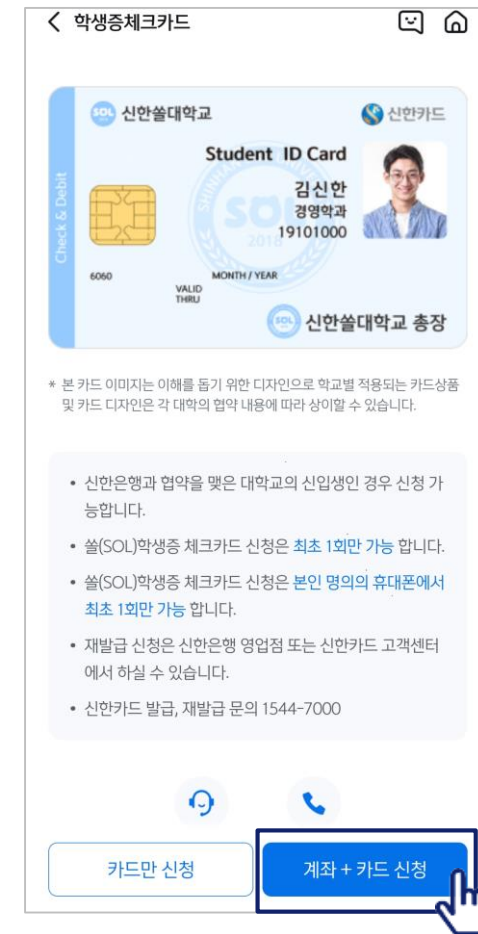 학생증체크카드
SOL 신한쏠대학교
신한카드
Check & Debit
Student ID Card
김신한
경영학과
19101000
SOL
2018
6060
MONTH / YEAR
VALID
THRU
SOL 신한쏠대학교 총장
* 본 카드 이미지는 이해를 돕기 위한 디자인으로 학교별 적용되는 카드상품
및 카드 디자인은 각 대학의 협약 내용에 따라 상이할 수 있습니다.
• 신한은행과 협약을 맺은 대학교의 신입생인 경우 신청 가
능합니다.
• 쏠(SOL)학생증 체크카드 신청은 최초 1회만 가능 합니다.
• 쏠(SOL)학생증 체크카드 신청은 본인 명의의 휴대폰에서
최초 1회만 가능 합니다.
• 재발급 신청은 신한은행 영업점 또는 신한카드 고객센터
에서 하실 수 있습니다.
• 신한카드 발급, 재발급 문의 1544-7000
카드만 신청
계좌 + 카드 신청